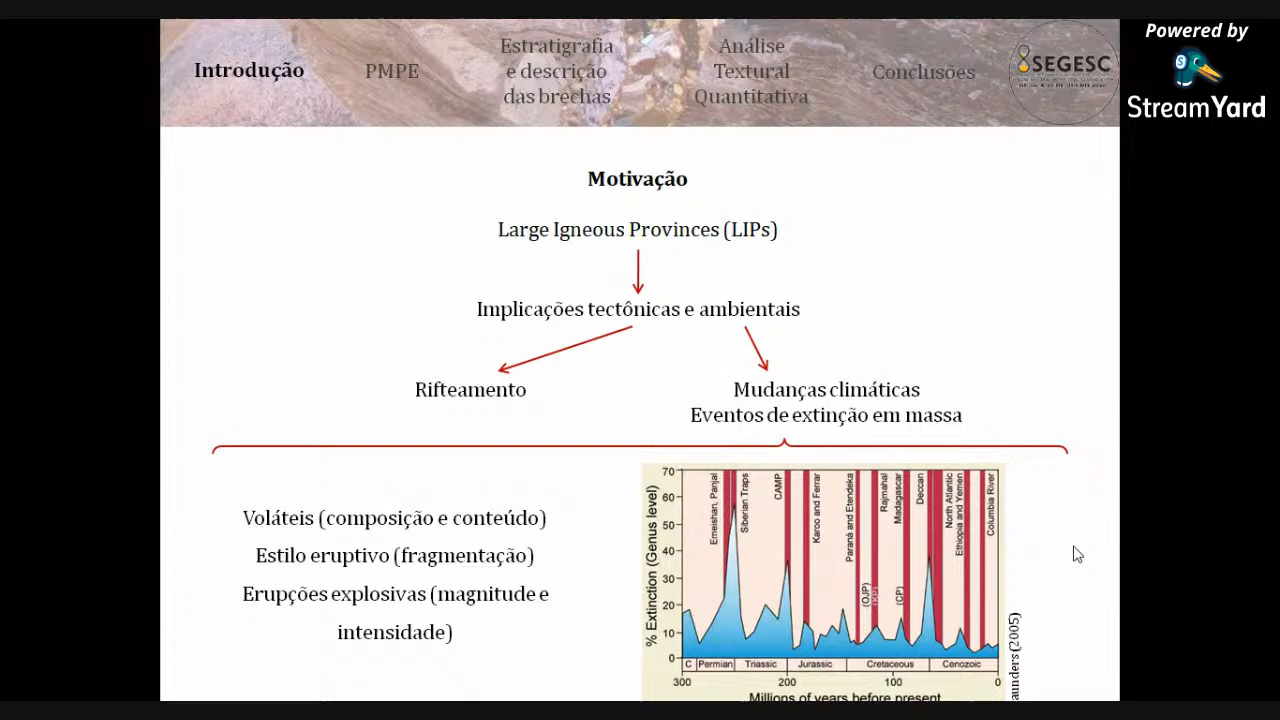 Powered by
StreamYard
Introdução
PMPE
Estratigrafia
e descrição
das brechas
Análise
Textural
Quantitativa
Conclusões
SEGESC
Motivação
Large Igneous Provinces (LIPs)
Implicações tectônicas e ambientais
Rifteamento
Mudanças climáticas
Eventos de extinção em massa
Voláteis (composição e conteúdo)
Estilo eruptivo (fragmentação)
Erupções explosivas (magnitude e
intensidade)
% Extinction (Genus level)
70
60
50
40
30
20
10
0
Emeishan, Panjal
Siberian Traps
CAMP
Karoo and Ferrar
Paraná and Etendeka
(OJP)
(KP)
Rajmahal
Madagascar
(CP)
Deccan
North Atlantic
Ethiopia and Yemen
Columbia River
C
Permian
Triassic
Jurassic
Cretaceous
Cenozoic
300
200
100
0
Millions of years before present
aunders (2005)